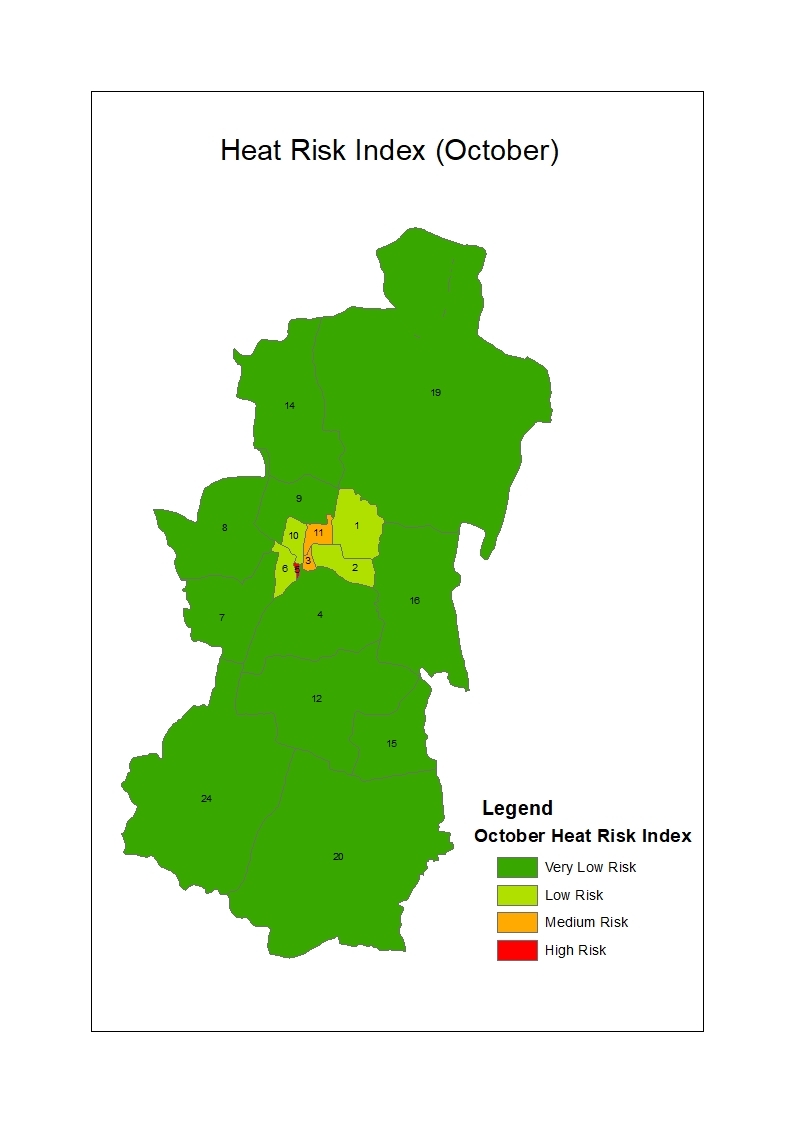 Heat Risk Index (October)
19
14
9
8
1
11
10
3
6
5
2
16
7
4
12
15
24
20
Legend
October Heat Risk Index
Very Low Risk
Low Risk
Medium Risk
High Risk